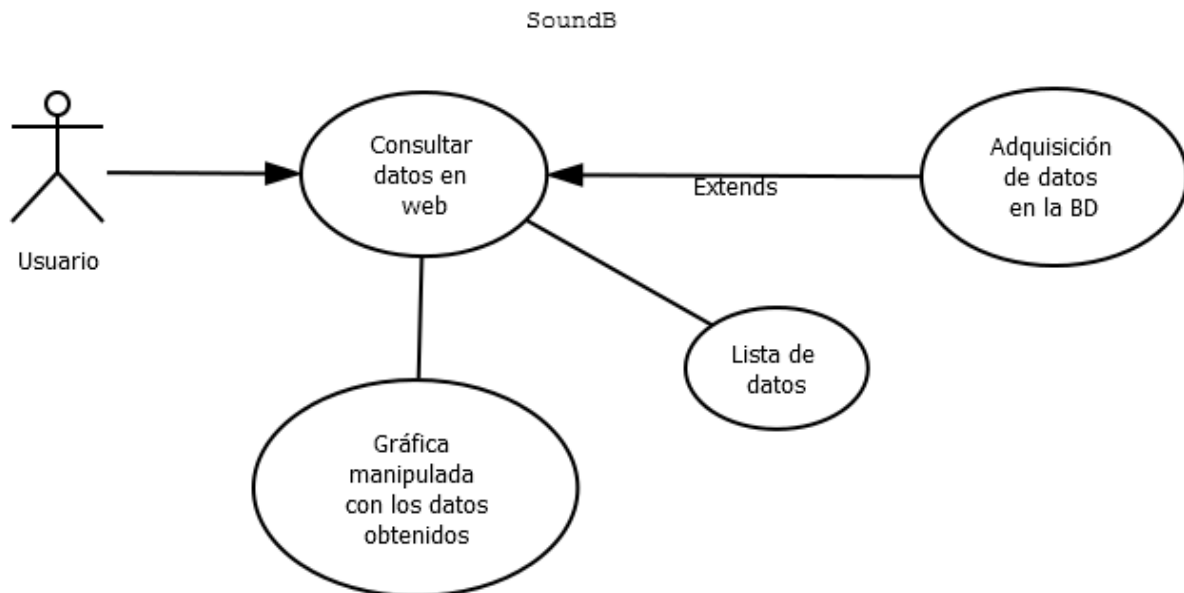 SoundB
Usuario
Consultar
datos en
web
Extends
Adquisición
de datos
en la BD
Lista de
datos
Gráfica
manipulada
con los datos
obtenidos